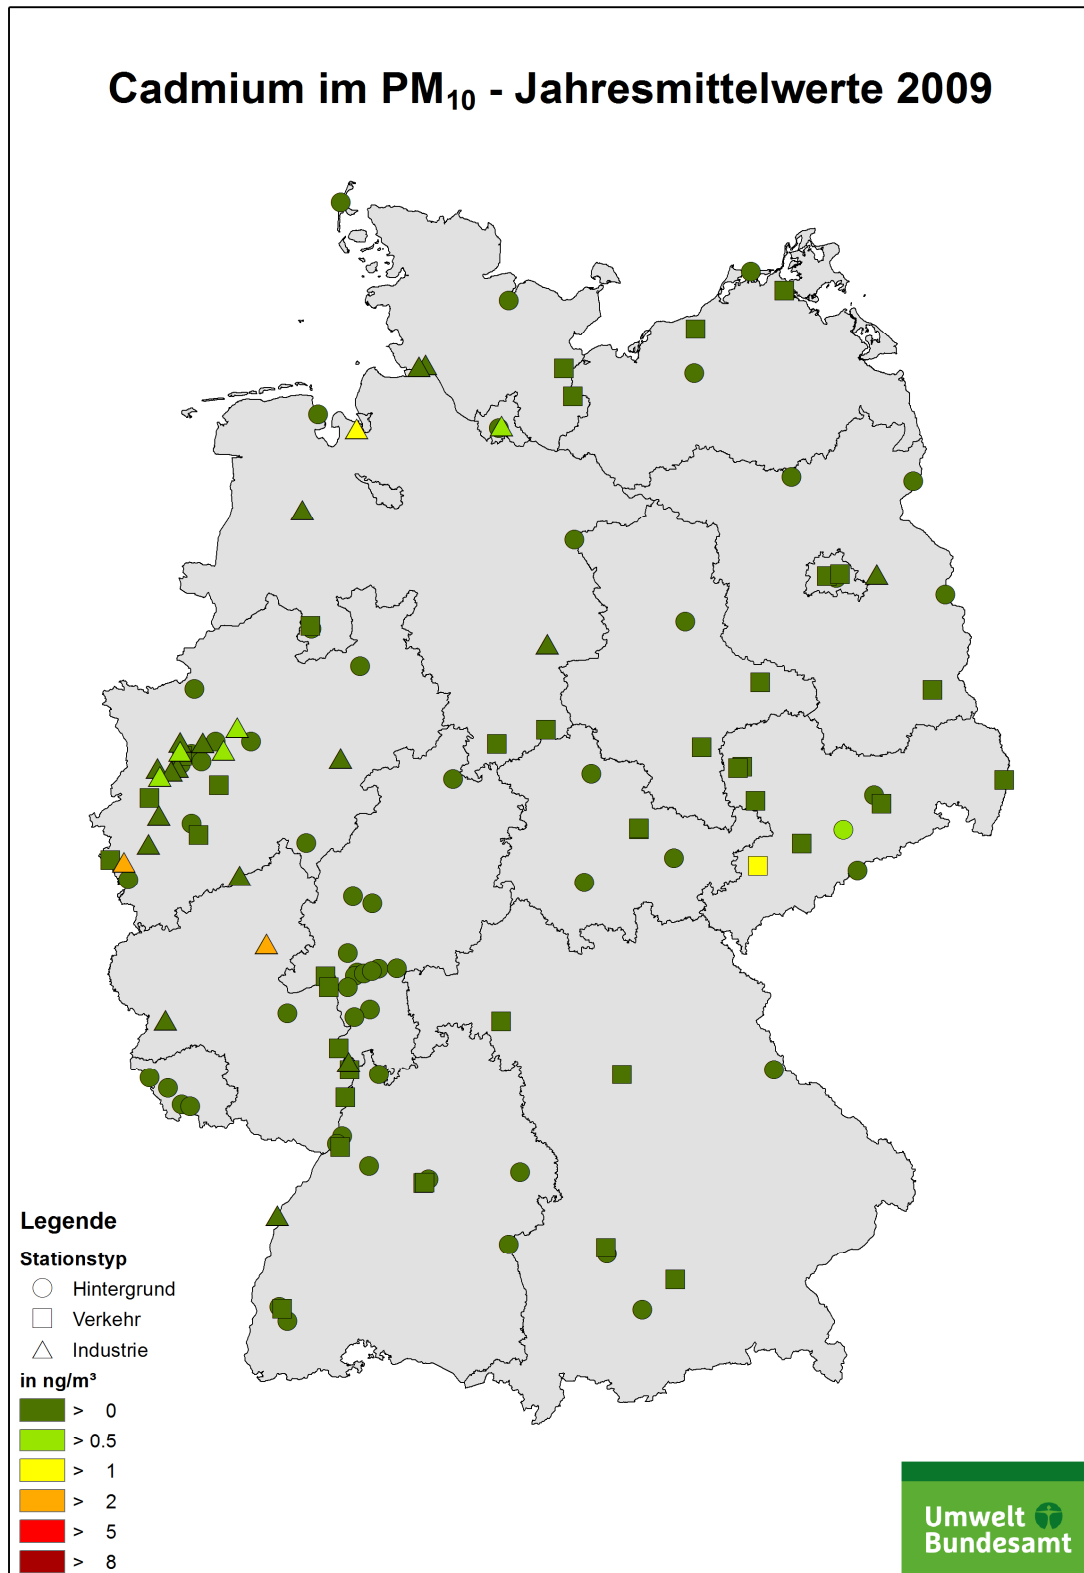 Cadmium im PM₁₀ - Jahresmittelwerte 2009
Legende
Stationstyp
Hintergrund
Verkehr
Industrie
in ng/m³
> 0
> 0.5
> 1
> 2
> 5
> 8
Umwelt
Bundesamt